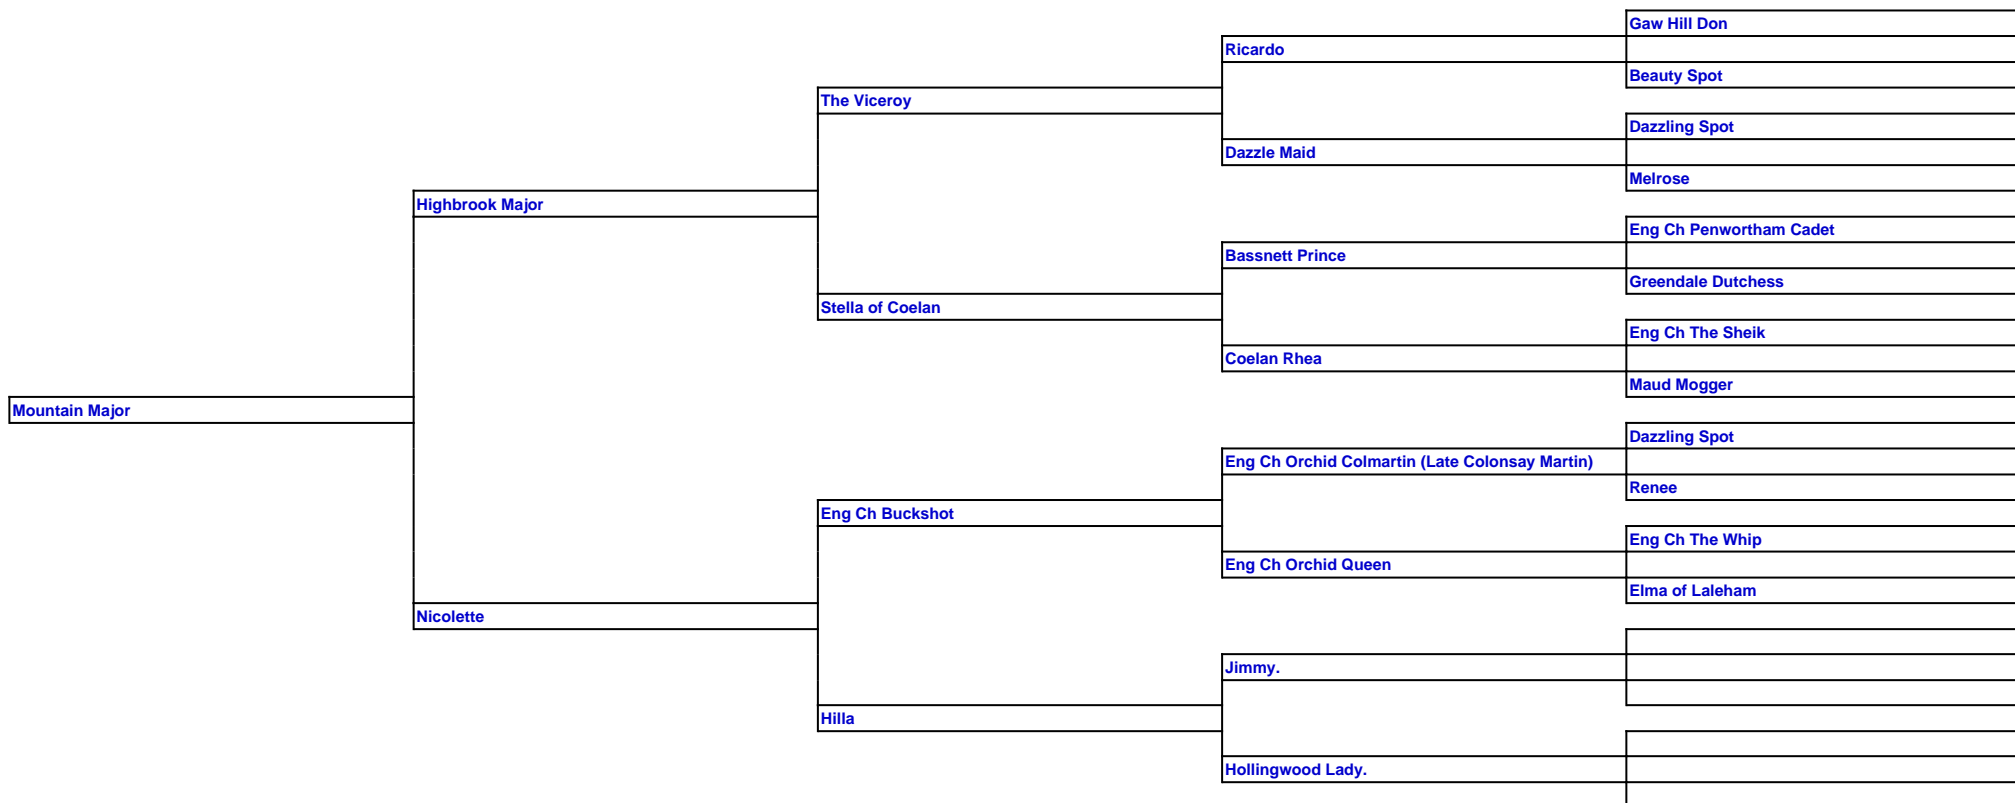 Gaw Hill Don
Ricardo
Beauty Spot
The Viceroy
Dazzling Spot
Dazzle Maid
Melrose
Highbrook Major
Eng Ch Penwortham Cadet
Bassnett Prince
Greendale Dutchess
Stella of Coelan
Eng Ch The Sheik
Coelan Rhea
Maud Mogger
Mountain Major
Dazzling Spot
Eng Ch Orchid Colmartin (Late Colonsay Martin)
Renee
Eng Ch Buckshot
Eng Ch The Whip
Eng Ch Orchid Queen
Elma of Laleham
Nicolette
Jimmy.
Hilla
Hollingwood Lady.